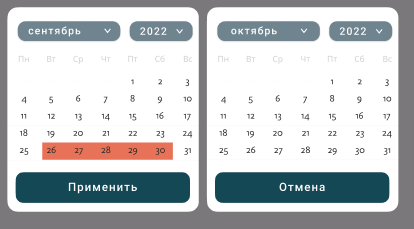 сентябрь 2022
Пн Вт Ср Чт Пт Сб Вс
1 2 3
4 5 6 7 8 9 10
11 12 13 14 15 16 17
18 19 20 21 22 23 24
25 26 27 28 29 30 31
Применить
октябрь 2022
Пн Вт Ср Чт Пт Сб Вс
1 2 3
4 5 6 7 8 9 10
11 12 13 14 15 16 17
18 19 20 21 22 23 24
25 26 27 28 29 30 31
Отмена